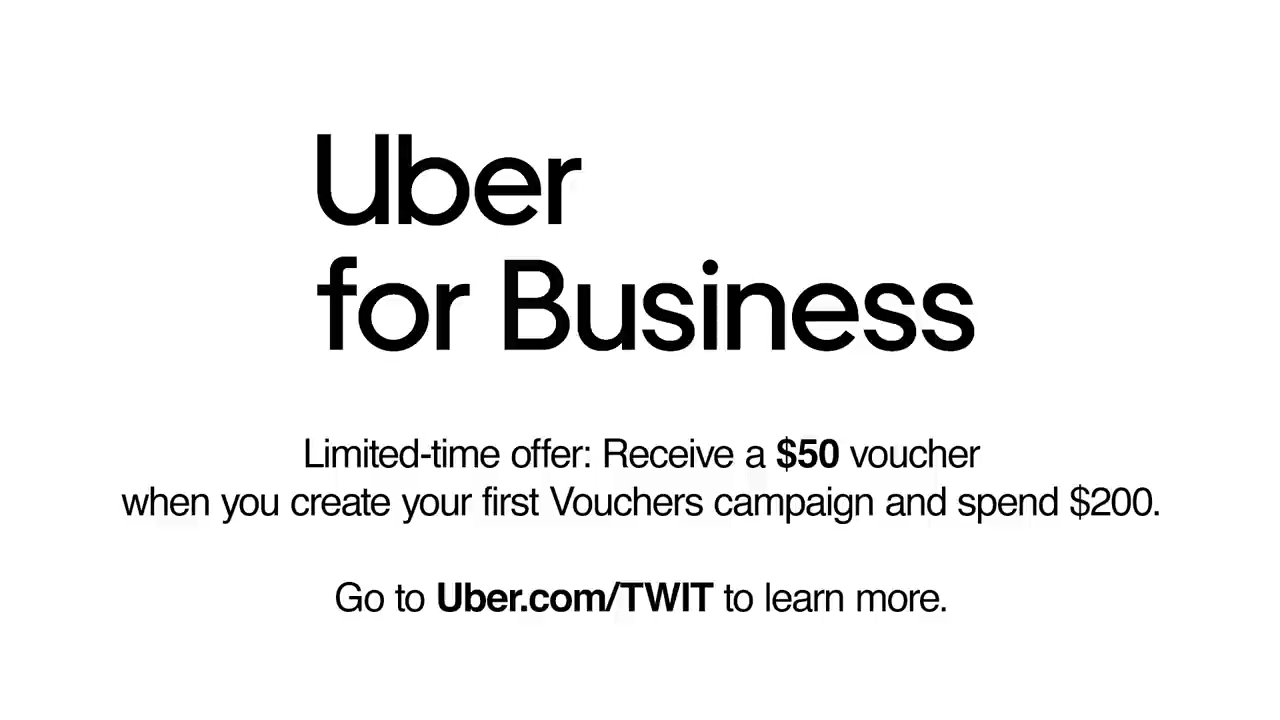 Uber
for Business
Limited-time offer: Receive a $50 voucher
when you create your first Vouchers campaign and spend $200.
Go to Uber.com/TWIT to learn more.